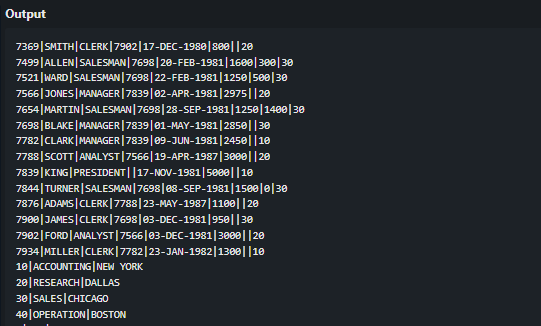 Output
7369|SMITH|CLERK|7902|17-DEC-1980|800||20
7499|ALLEN|SALESMAN|7698|20-FEB-1981|1600|300|30
7521|WARD|SALESMAN|7698|22-FEB-1981|1250|500|30
7566|JONES|MANAGER|7839|02-APR-1981|2975||20
7654|MARTIN|SALESMAN|7698|28-SEP-1981|1250|1400|30
7698|BLAKE|MANAGER|7839|01-MAY-1981|2850||30
7782|CLARK|MANAGER|7839|09-JUN-1981|2450||10
7788|SCOTT|ANALYST|7566|19-APR-1987|3000||20
7839|KING|PRESIDENT||17-NOV-1981|5000||10
7844|TURNER|SALESMAN|7698|08-SEP-1981|1500|0|30
7876|ADAMS|CLERK|7788|23-MAY-1987|1100||20
7900|JAMES|CLERK|7698|03-DEC-1981|950||30
7902|FORD|ANALYST|7566|03-DEC-1981|3000||20
7934|MILLER|CLERK|7782|23-JAN-1982|1300||10
10|ACCOUNTING|NEW YORK
20|RESEARCH|DALLAS
30|SALES|CHICAGO
40|OPERATION|BOSTON